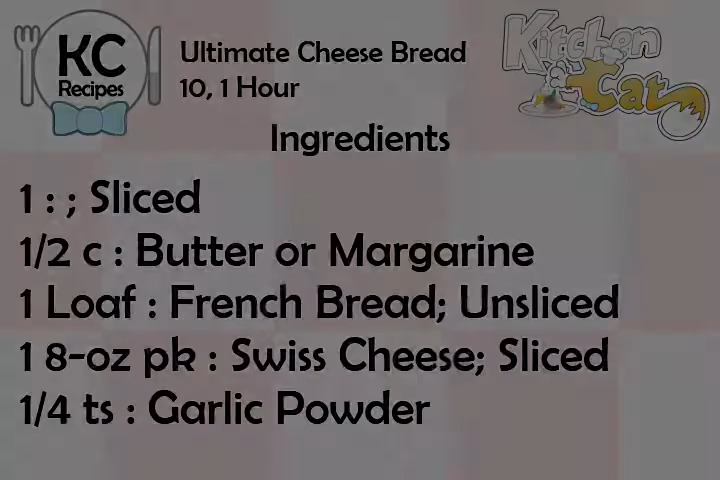 KC
Recipes
Ultimate Cheese Bread
10, 1 Hour
Kitchen
Cat
Ingredients
1 : ; Sliced
1/2 c : Butter or Margarine
1 Loaf : French Bread; Unsliced
1 8-oz pk : Swiss Cheese; Sliced
1/4 ts : Garlic Powder